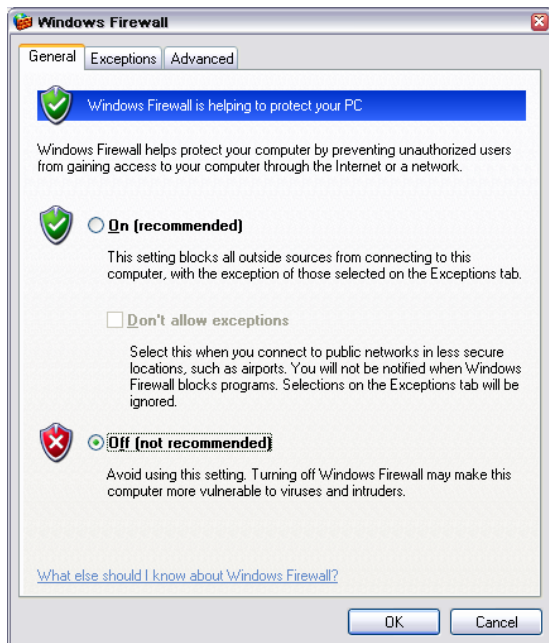 Windows Firewall
General
Exceptions
Advanced
Windows Firewall is helping to protect your PC
Windows Firewall helps protect your computer by preventing unauthorized users
from gaining access to your computer through the Internet or a network.
On (recommended)
This setting blocks all outside sources from connecting to this
computer, with the exception of those selected on the Exceptions tab.
Don't allow exceptions
Select this when you connect to public networks in less secure
locations, such as airports. You will not be notified when Windows
Firewall blocks programs. Selections on the Exceptions tab will be
ignored.
Off (not recommended)
Avoid using this setting. Turning off Windows Firewall may make this
computer more vulnerable to viruses and intruders.
What else should I know about Windows Firewall?
OK
Cancel